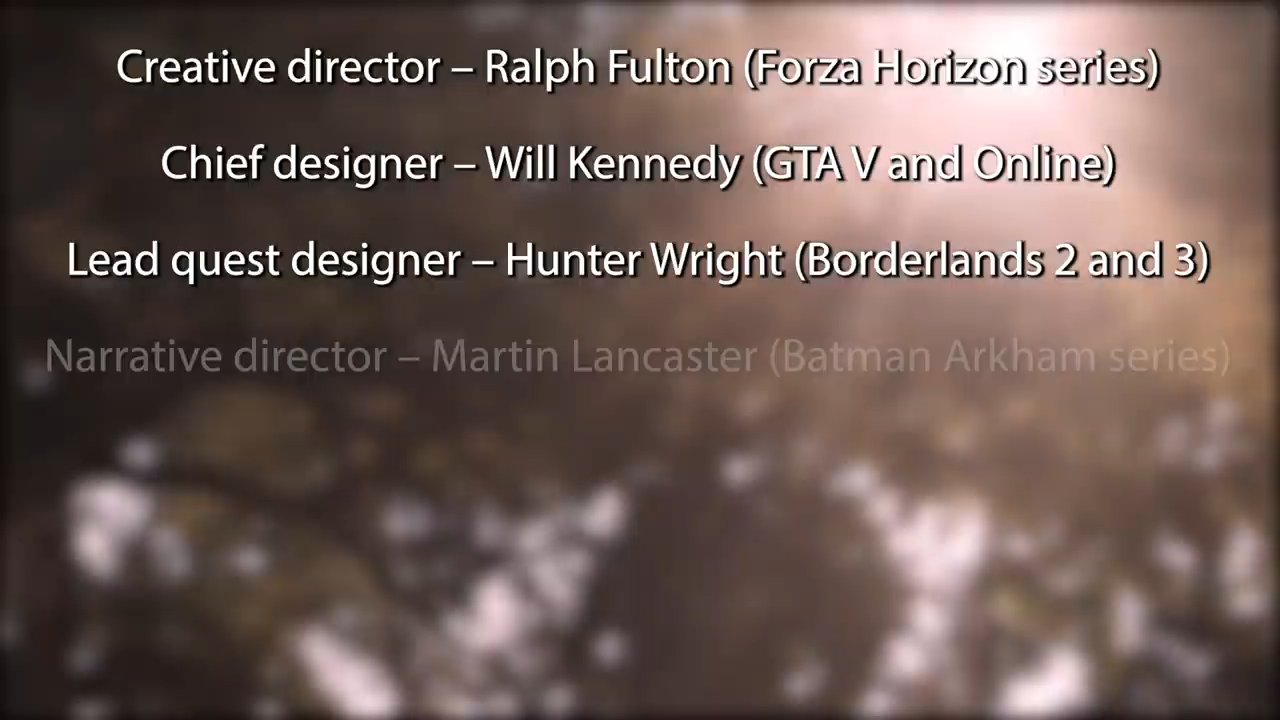 Creative director – Ralph Fulton (Forza Horizon series)
Chief designer – Will Kennedy (GTA V and Online)
Lead quest designer – Hunter Wright (Borderlands 2 and 3)
Narrative director – Martin Lancaster (Batman Arkham series)